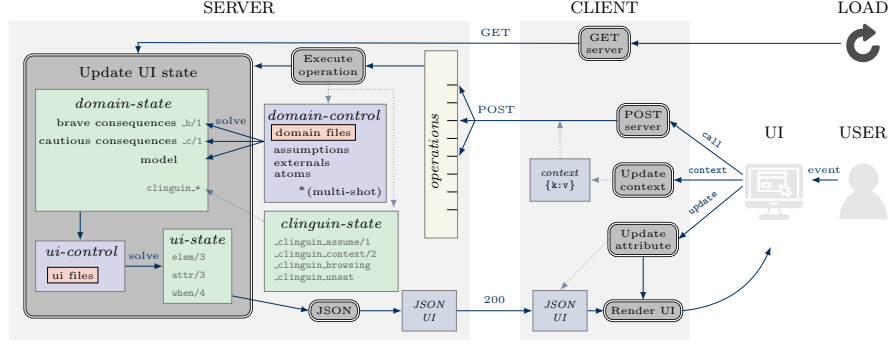 SERVER
CLIENT
LOAD
GET
GET
server
Update UI state
Execute
operation
domain-state
brave consequences _b/1
cautious consequences _c/1
model
clinguin_*
solve
domain-control
domain files
assumptions
externals
atoms
*(multi-shot)
operations
POST
POST
server
call
UI
USER
context
{k:v}
Update
context
context
event
update
clinguin-state
_clinguin_assume/1
_clinguin_context/2
_clinguin_browsing
_clinguin_unsat
Update
attribute
ui-control
ui files
solve
ui-state
elem/3
attr/3
when/4
JSON
JSON
UI
200
JSON
UI
Render UI